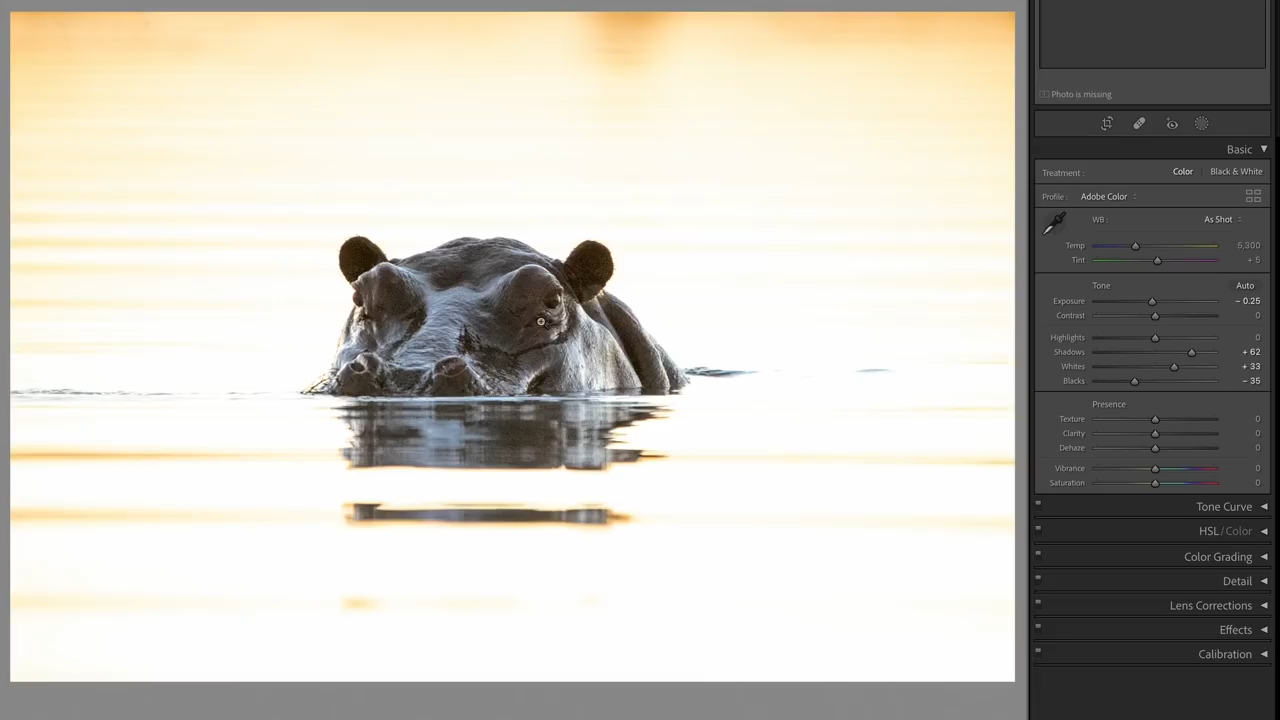 Photo is missing
Basic
Treatment : Color Black & White
Profile : Adobe Color
WB : As Shot
Temp 5,300
Tint + 5
Tone Auto
Exposure – 0.25
Contrast 0
Highlights 0
Shadows + 62
Whites + 33
Blacks – 35
Presence
Texture 0
Clarity 0
Dehaze 0
Vibrance 0
Saturation 0
Tone Curve
HSL / Color
Color Grading
Detail
Lens Corrections
Effects
Calibration